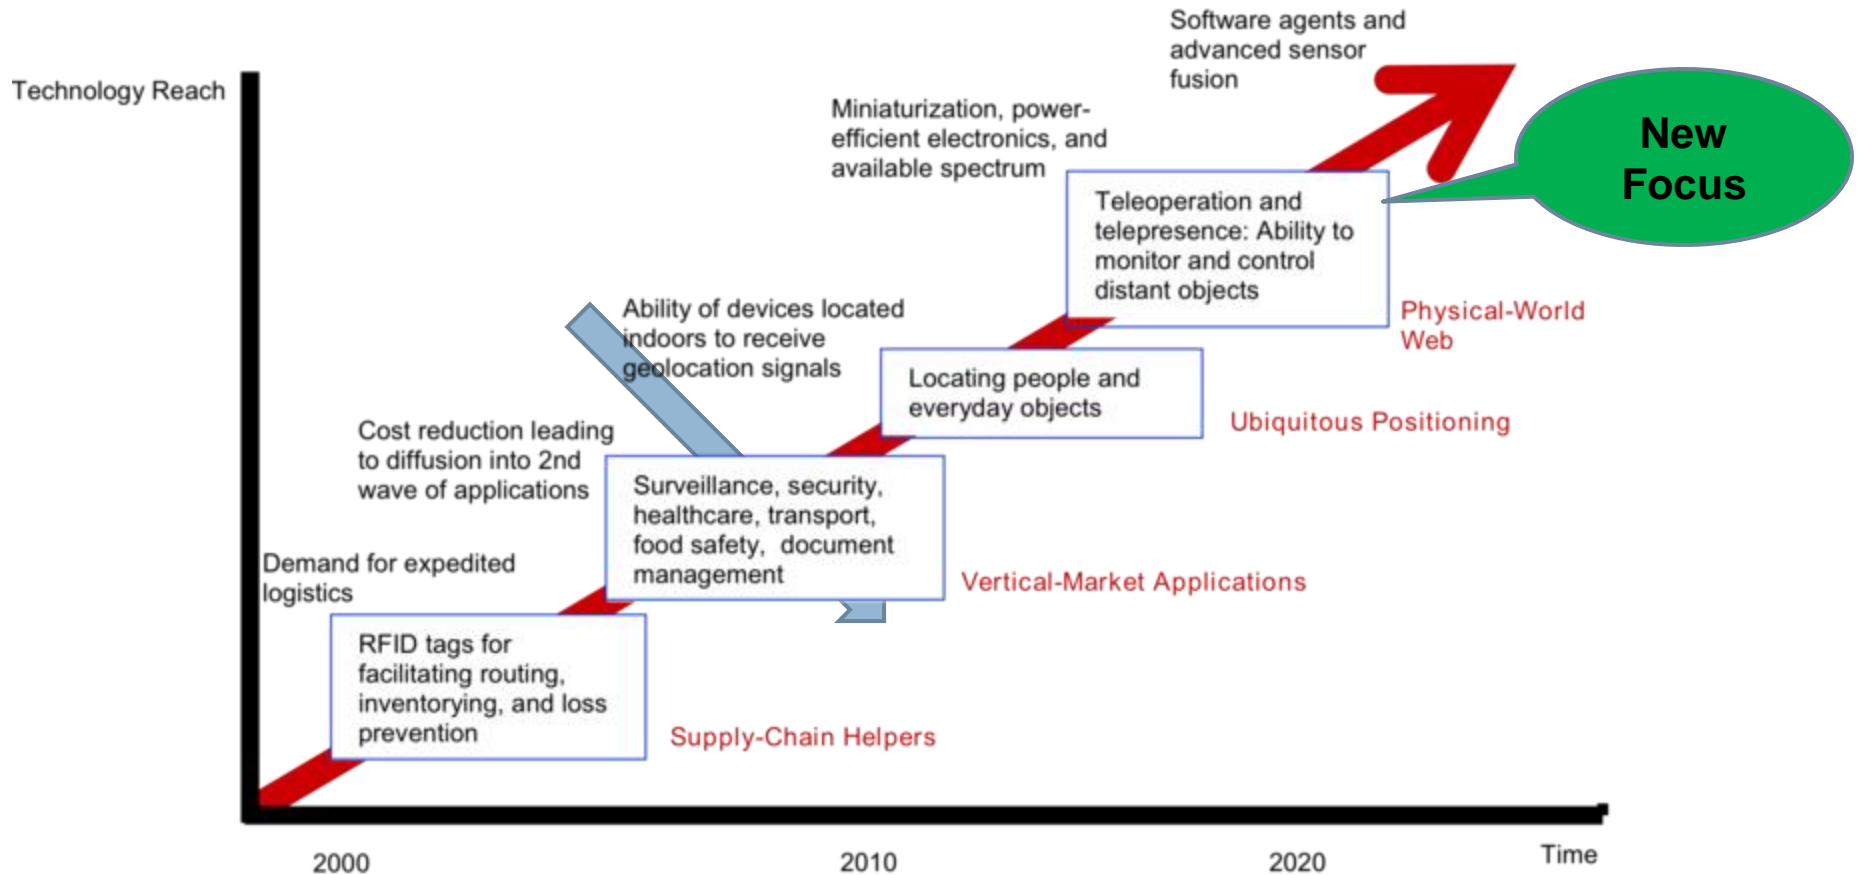 Technology Reach
Software agents and
advanced sensor
fusion
New
Focus
Miniaturization, power-
efficient electronics, and
available spectrum
Teleoperation and
telepresence: Ability to
monitor and control
distant objects
Physical-World
Web
Ability of devices located
indoors to receive
geolocation signals
Locating people and
everyday objects
Ubiquitous Positioning
Cost reduction leading
to diffusion into 2nd
wave of applications
Surveillance, security,
healthcare, transport,
food safety, document
management
Vertical-Market Applications
Demand for expedited
logistics
RFID tags for
facilitating routing,
inventorying, and loss
prevention
Supply-Chain Helpers
2000
2010
2020
Time